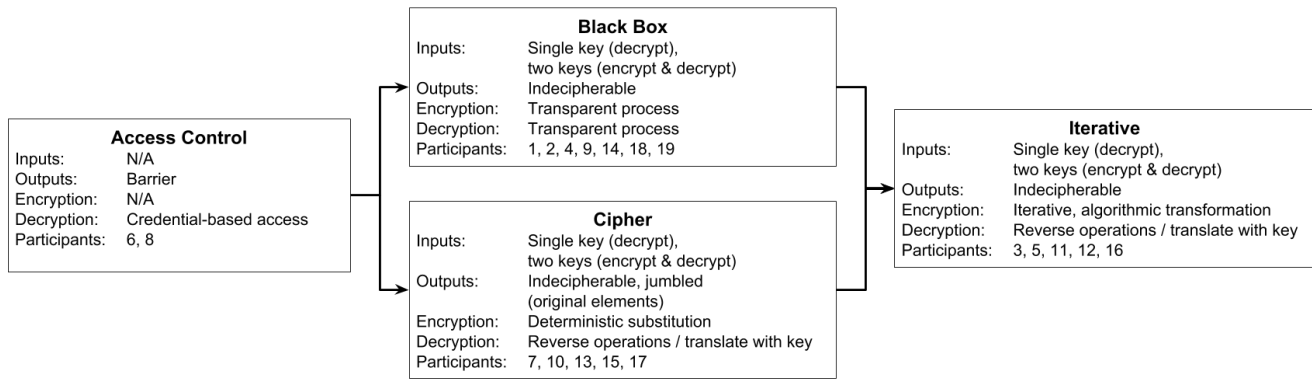 Access Control
Inputs: N/A
Outputs: Barrier
Encryption: N/A
Decryption: Credential-based access
Participants: 6, 8
Black Box
Inputs: Single key (decrypt),
two keys (encrypt & decrypt)
Outputs: Indecipherable
Encryption: Transparent process
Decryption: Transparent process
Participants: 1, 2, 4, 9, 14, 18, 19
Cipher
Inputs: Single key (decrypt),
two keys (encrypt & decrypt)
Outputs: Indecipherable, jumbled
(original elements)
Encryption: Deterministic substitution
Decryption: Reverse operations / translate with key
Participants: 7, 10, 13, 15, 17
Iterative
Inputs: Single key (decrypt),
two keys (encrypt & decrypt)
Outputs: Indecipherable
Encryption: Iterative, algorithmic transformation
Decryption: Reverse operations / translate with key
Participants: 3, 5, 11, 12, 16